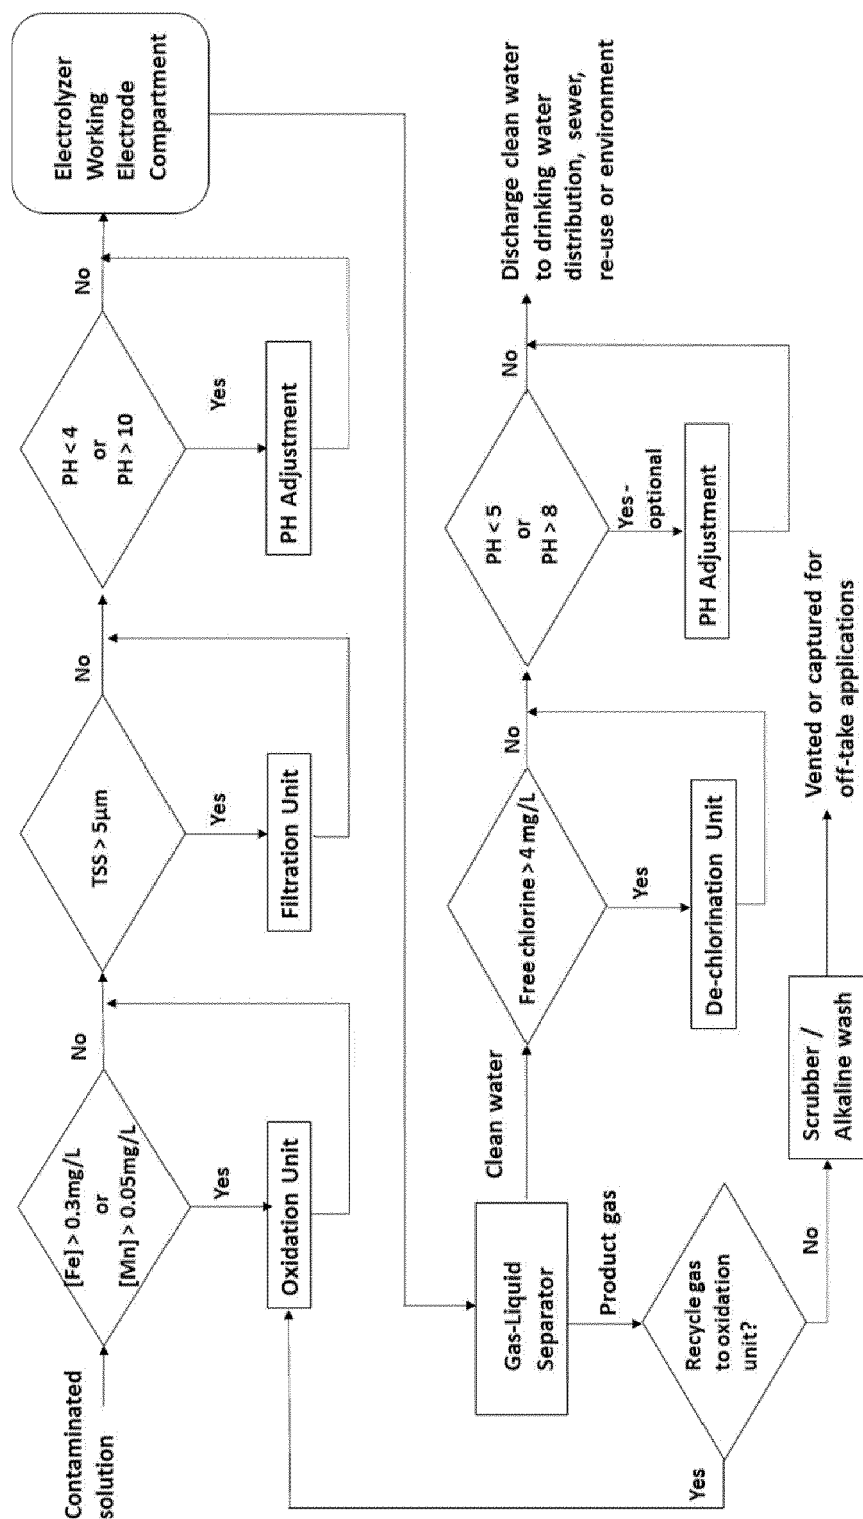 Contaminated
solution
[Fe] > 0.3mg/L
or
[Mn] > 0.05mg/L
No
Yes
Oxidation Unit
TSS > 5µm
No
Yes
Filtration Unit
PH < 4
or
PH > 10
No
Yes
PH Adjustment
Electrolyzer
Working
Electrode
Compartment
Gas-Liquid
Separator
Clean water
Product gas
Free chlorine > 4 mg/L
No
Yes
De-chlorination Unit
PH < 5
or
PH > 8
No
Yes -
optional
PH Adjustment
Discharge clean water
to drinking water
distribution, sewer,
re-use or environment
Recycle gas
to oxidation
unit?
Yes
No
Scrubber /
Alkaline wash
Vented or captured for
off-take applications